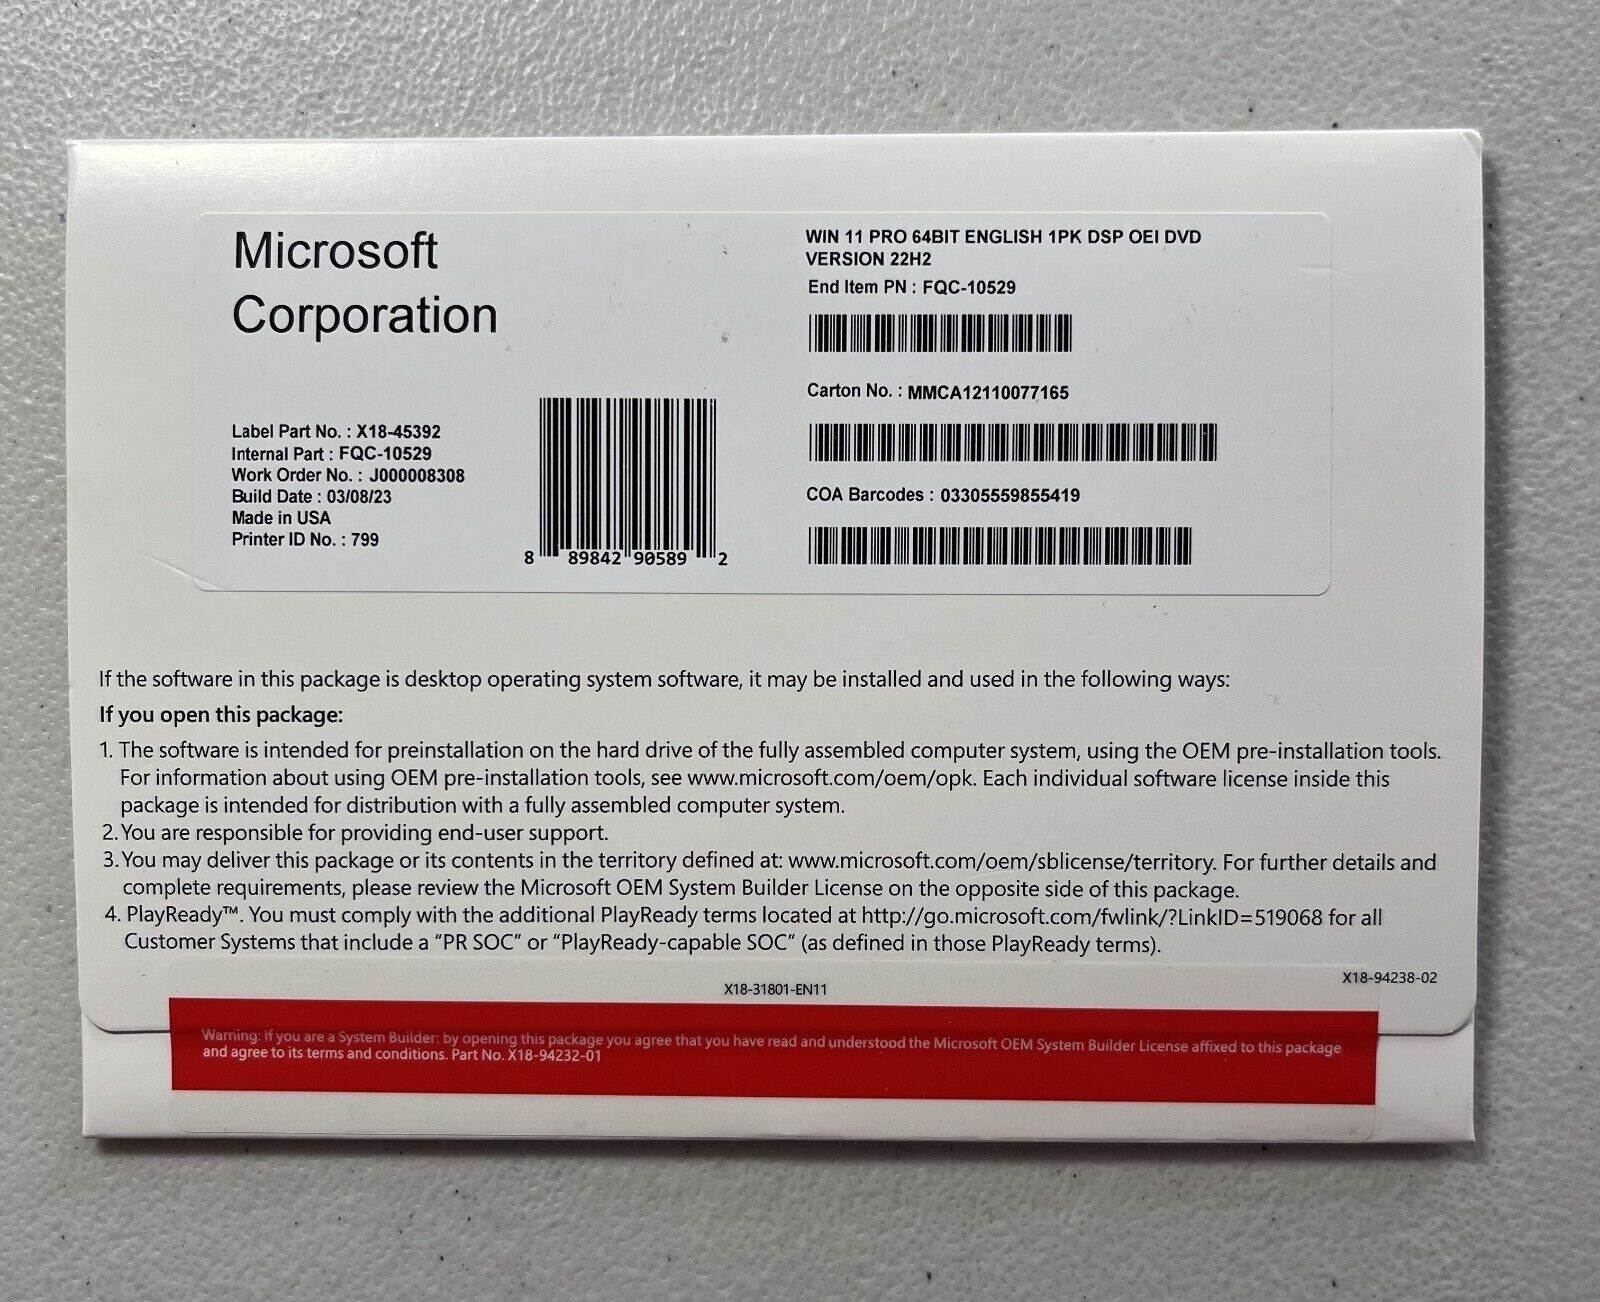 Microsoft
Corporation
Label Part No. : X18-45392
Internal Part : FQC-10529
Work Order No. : J000008308
Build Date : 03/08/23
Made in USA
Printer ID No. : 799
8 89842 90589 2
WIN 11 PRO 64BIT ENGLISH 1PK DSP OEI DVD
VERSION 22H2
End Item PN : FQC-10529
Carton No. : MMCA12110077165
COA Barcodes : 03305559855419
If the software in this package is desktop operating system software, it may be installed and used in the following ways:
If you open this package:
1. The software is intended for preinstallation on the hard drive of the fully assembled computer system, using the OEM pre-installation tools.
For information about using OEM pre-installation tools, see www.microsoft.com/oem/opk. Each individual software license inside this
package is intended for distribution with a fully assembled computer system.
2. You are responsible for providing end-user support.
3. You may deliver this package or its contents in the territory defined at: www.microsoft.com/oem/sblicense/territory. For further details and
complete requirements, please review the Microsoft OEM System Builder License on the opposite side of this package.
4. PlayReady™. You must comply with the additional PlayReady terms located at http://go.microsoft.com/fwlink/?LinkID=519068 for all
Customer Systems that include a “PR SOC” or “PlayReady-capable SOC” (as defined in those PlayReady terms).
X18-94238-02
X18-31801-EN11
Warning: If you are a System Builder: by opening this package you agree that you have read and understood the Microsoft OEM System Builder License affixed to this package
and agree to its terms and conditions. Part No. X18-94232-01